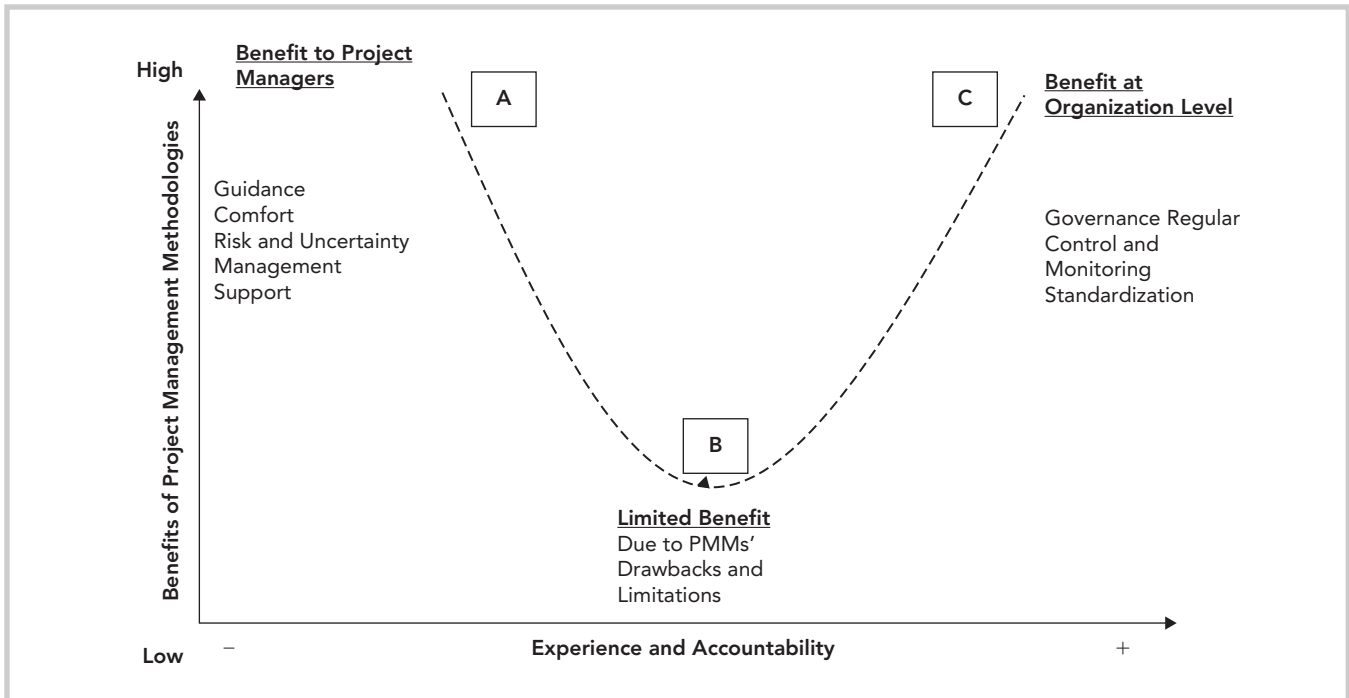 High
Benefit to Project
Managers
A
C
Benefit at
Organization Level
Benefits of Project Management Methodologies
Guidance
Comfort
Risk and Uncertainty
Management
Support
Governance Regular
Control and
Monitoring
Standardization
B
Limited Benefit
Due to PMMs’
Drawbacks and
Limitations
Low
−
Experience and Accountability
+